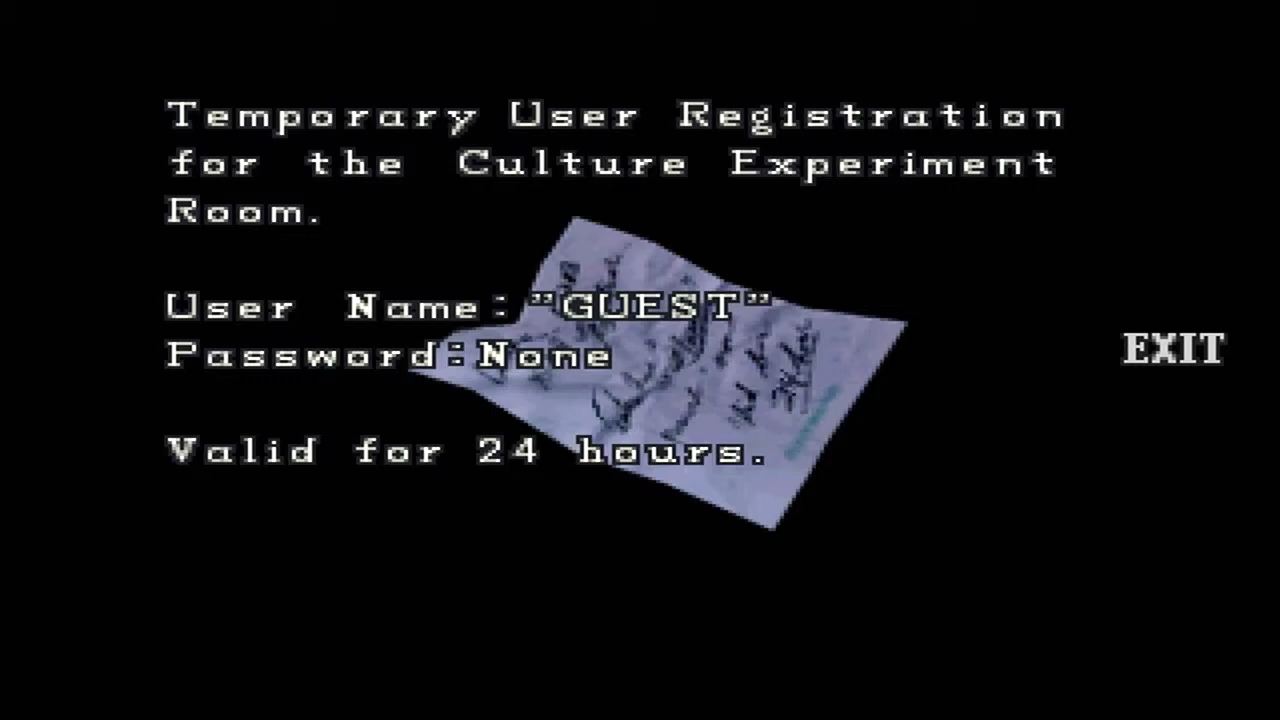 Temporary User Registration
for the Culture Experiment
Room.
User Name:"GUEST"
Password:None
EXIT
Valid for 24 hours.